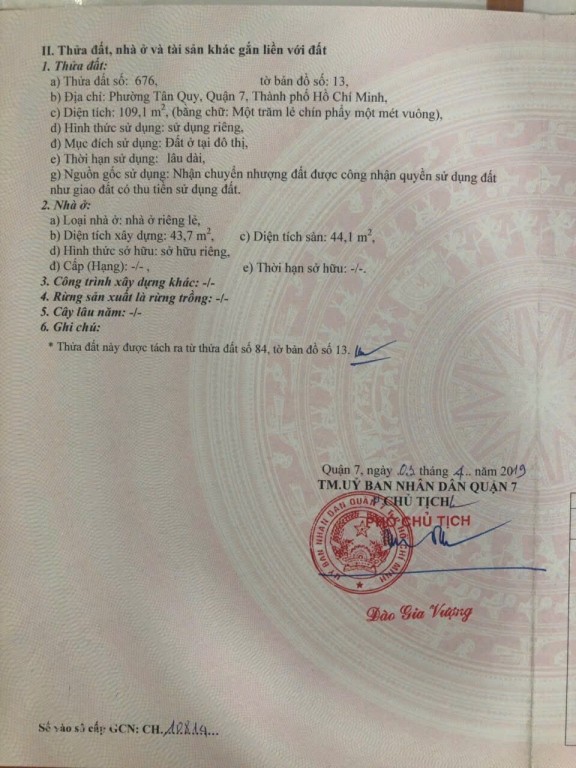 II. Thửa đất, nhà ở và tài sản khác gắn liền với đất
1. Thửa đất:
a) Thửa đất số: 676, tờ bản đồ số: 13,
b) Địa chỉ: Phường Tân Quy, Quận 7, Thành phố Hồ Chí Minh,
c) Diện tích: 109,1 m², (bằng chữ: Một trăm lẻ chín phẩy một mét vuông),
d) Hình thức sử dụng: sử dụng riêng,
đ) Mục đích sử dụng: Đất ở tại đô thị,
e) Thời hạn sử dụng: lâu dài,
g) Nguồn gốc sử dụng: Nhận chuyển nhượng đất được công nhận quyền sử dụng đất
như giao đất có thu tiền sử dụng đất.
2. Nhà ở:
a) Loại nhà ở: nhà ở riêng lẻ,
b) Diện tích xây dựng: 43,7 m², c) Diện tích sàn: 44,1 m²,
d) Hình thức sở hữu: sở hữu riêng,
đ) Cấp (Hạng): -/- , e) Thời hạn sở hữu: -/-.
3. Công trình xây dựng khác: -/-
4. Rừng sản xuất là rừng trồng: -/-
5. Cây lâu năm: -/-
6. Ghi chú:
* Thửa đất này được tách ra từ thửa đất số 84, tờ bản đồ số 13.
Quận 7, ngày 03 tháng 4 năm 2019
TM.UỶ BAN NHÂN DÂN QUẬN 7
CHỦ TỊCH
PHÓ CHỦ TỊCH
ỦY BAN NHÂN DÂN QUẬN 7 HỒ CHÍ MINH
Đào Gia Vượng
Số vào sổ cấp GCN: CH.